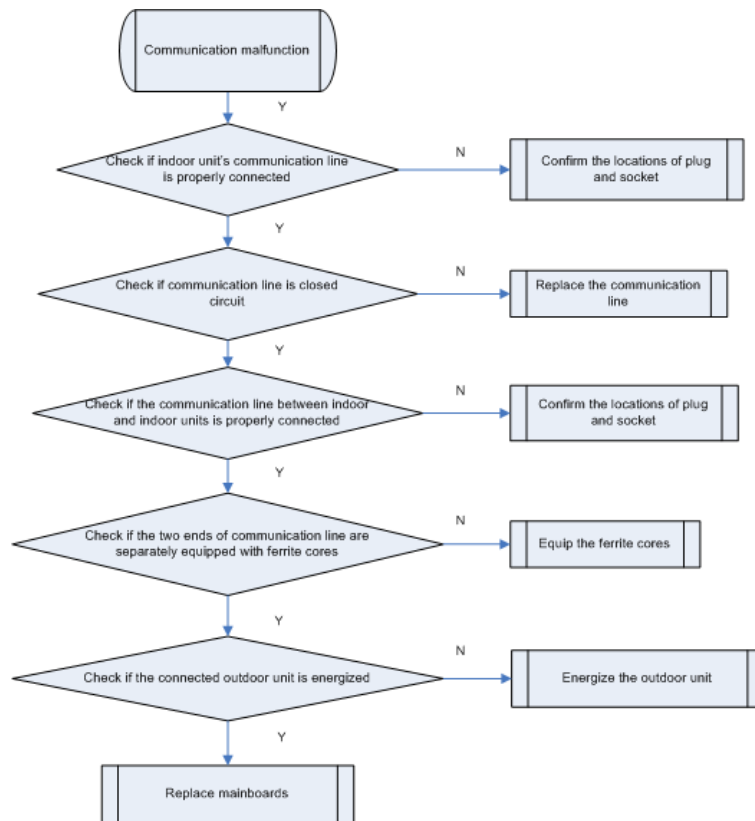 Communication malfunction
Y
Check if indoor unit's communication line
is properly connected
N
Confirm the locations of plug
and socket
Y
Check if communication line is closed
circuit
N
Replace the communication
line
Y
Check if the communication line between indoor
and indoor units is properly connected
N
Confirm the locations of plug
and socket
Y
Check if the two ends of communication line are
separately equipped with ferrite cores
N
Equip the ferrite cores
Y
Check if the connected outdoor unit is energized
N
Energize the outdoor unit
Y
Replace mainboards